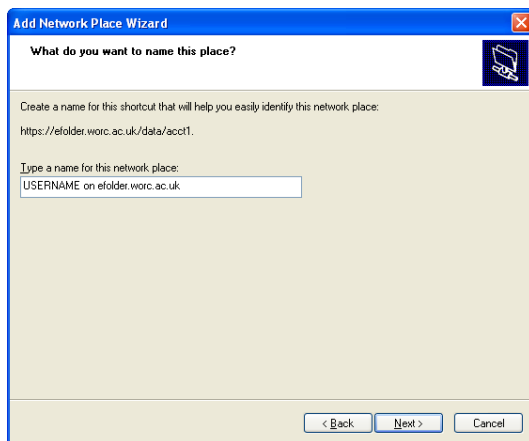 Add Network Place Wizard
What do you want to name this place?
Create a name for this shortcut that will help you easily identify this network place:
https://efolder.worc.ac.uk/data/acct1.
Type a name for this network place:
USERNAME on efolder.worc.ac.uk
< Back
Next >
Cancel